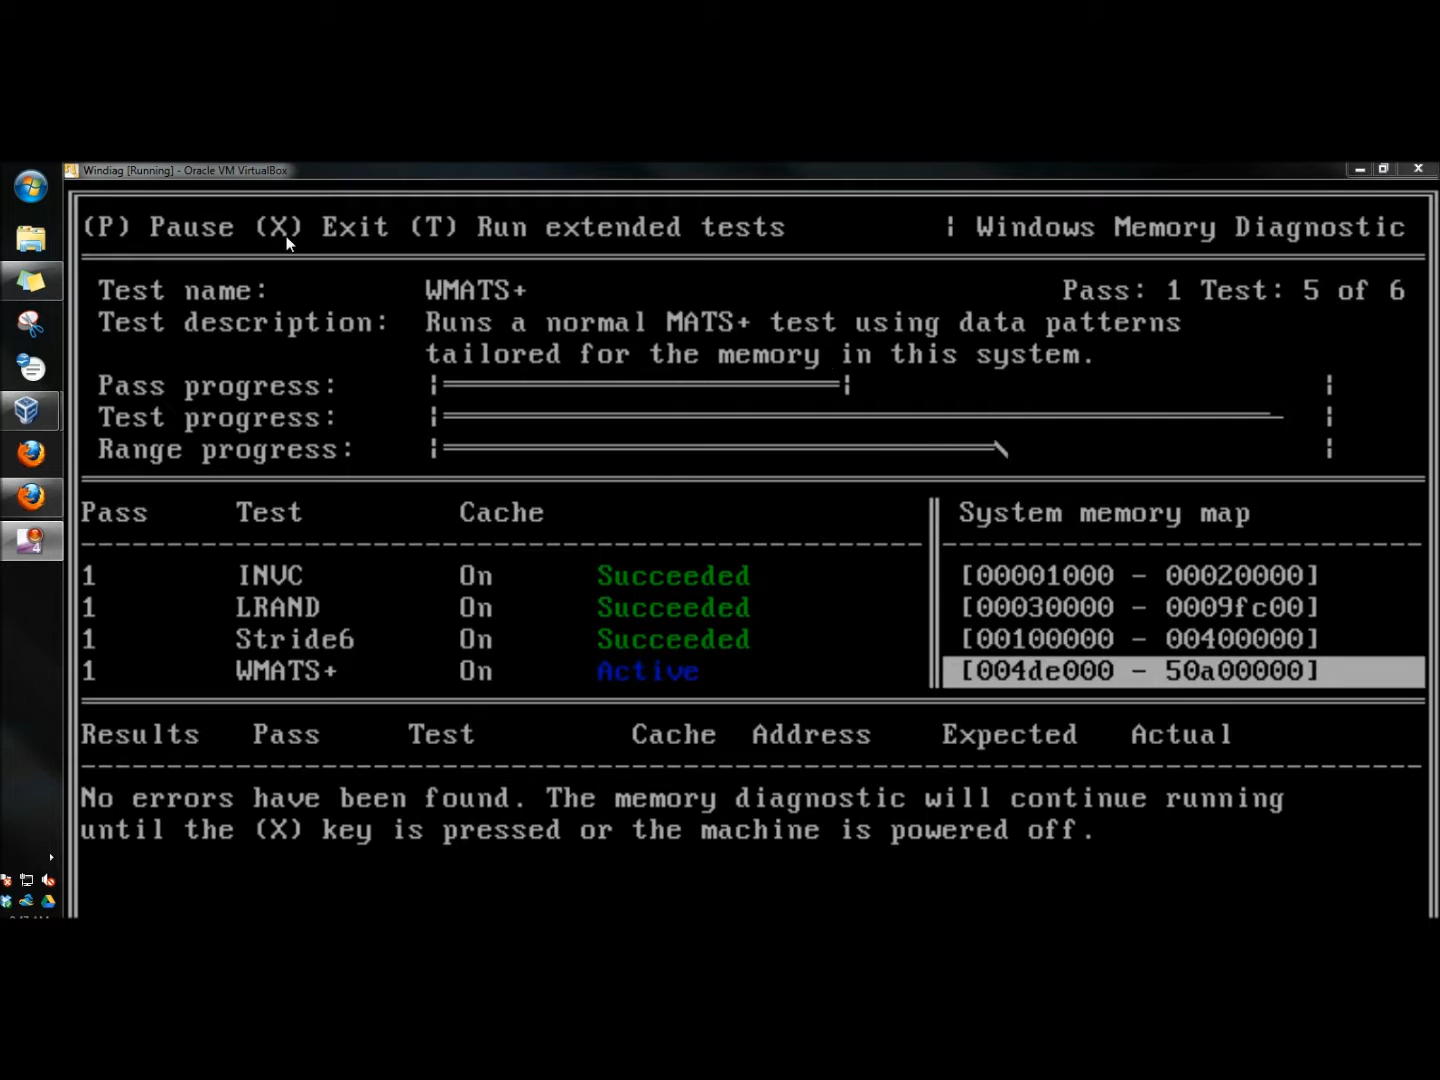 Windiag [Running] - Oracle VM VirtualBox
(P) Pause (X) Exit (T) Run extended tests | Windows Memory Diagnostic
Test name: WMATS+ Pass: 1 Test: 5 of 6
Test description: Runs a normal MATS+ test using data patterns
tailored for the memory in this system.
Pass progress:
Test progress:
Range progress:
Pass Test Cache System memory map
1 INVC On Succeeded [00001000 - 00020000]
1 LRAND On Succeeded [00030000 - 0009fc00]
1 Stride6 On Succeeded [00100000 - 00400000]
1 WMATS+ On Active [004de000 - 50a00000]
Results Pass Test Cache Address Expected Actual
No errors have been found. The memory diagnostic will continue running
until the (X) key is pressed or the machine is powered off.